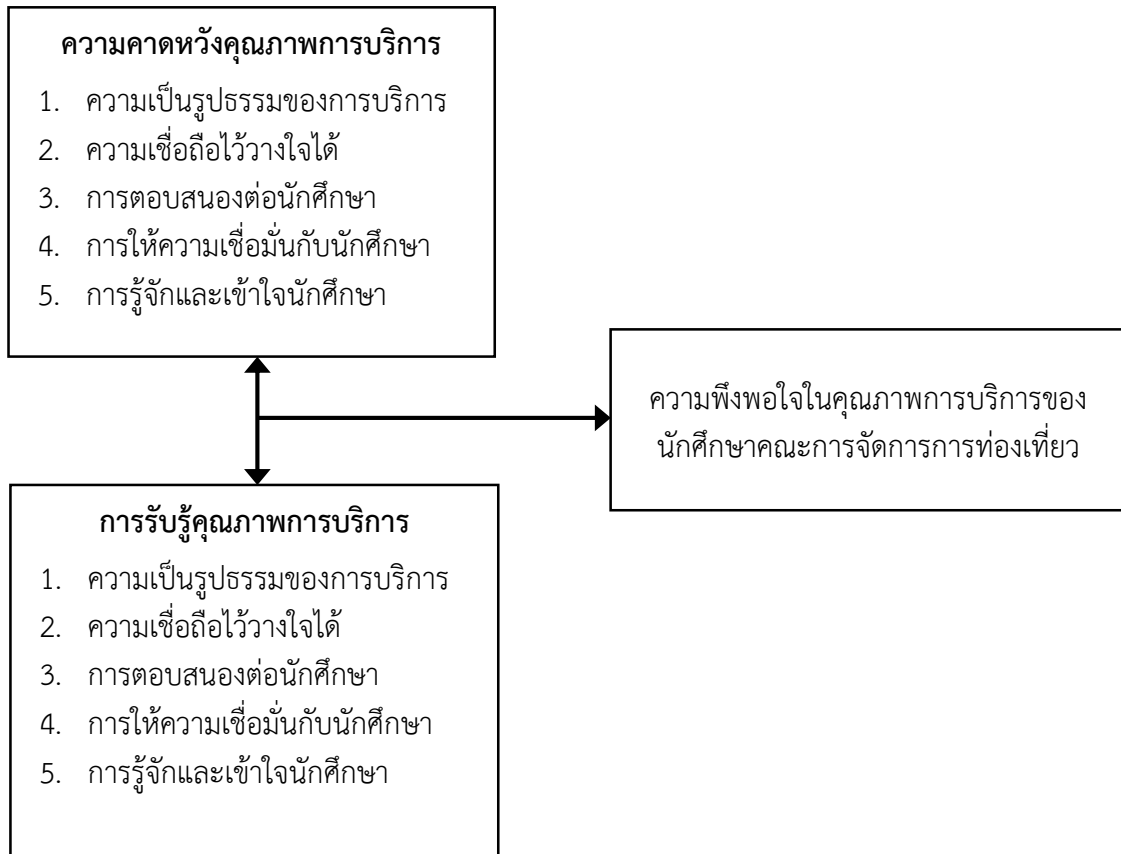 ความคาดหวังคุณภาพการบริการ
1. ความเป็นรูปธรรมของการบริการ
2. ความเชื่อถือไว้วางใจได้
3. การตอบสนองต่อนักศึกษา
4. การให้ความเชื่อมั่นกับนักศึกษา
5. การรู้จักและเข้าใจนักศึกษา
ความพึงพอใจในคุณภาพการบริการของ
นักศึกษาคณะการจัดการการท่องเที่ยว
การรับรู้คุณภาพการบริการ
1. ความเป็นรูปธรรมของการบริการ
2. ความเชื่อถือไว้วางใจได้
3. การตอบสนองต่อนักศึกษา
4. การให้ความเชื่อมั่นกับนักศึกษา
5. การรู้จักและเข้าใจนักศึกษา